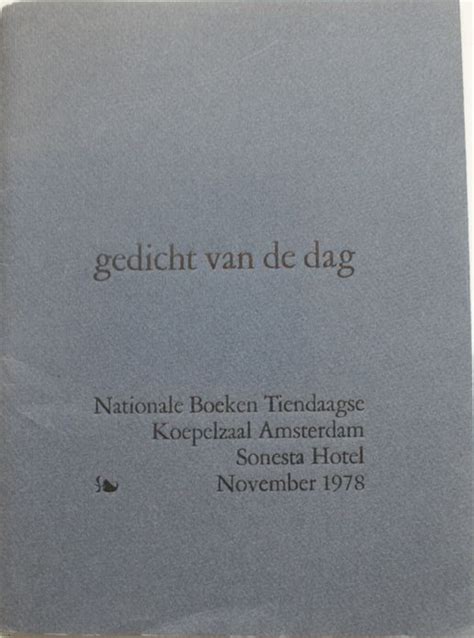 gedicht van de dag
Nationale Boeken Tiendaagse
Koepelzaal Amsterdam
Sonesta Hotel
November 1978